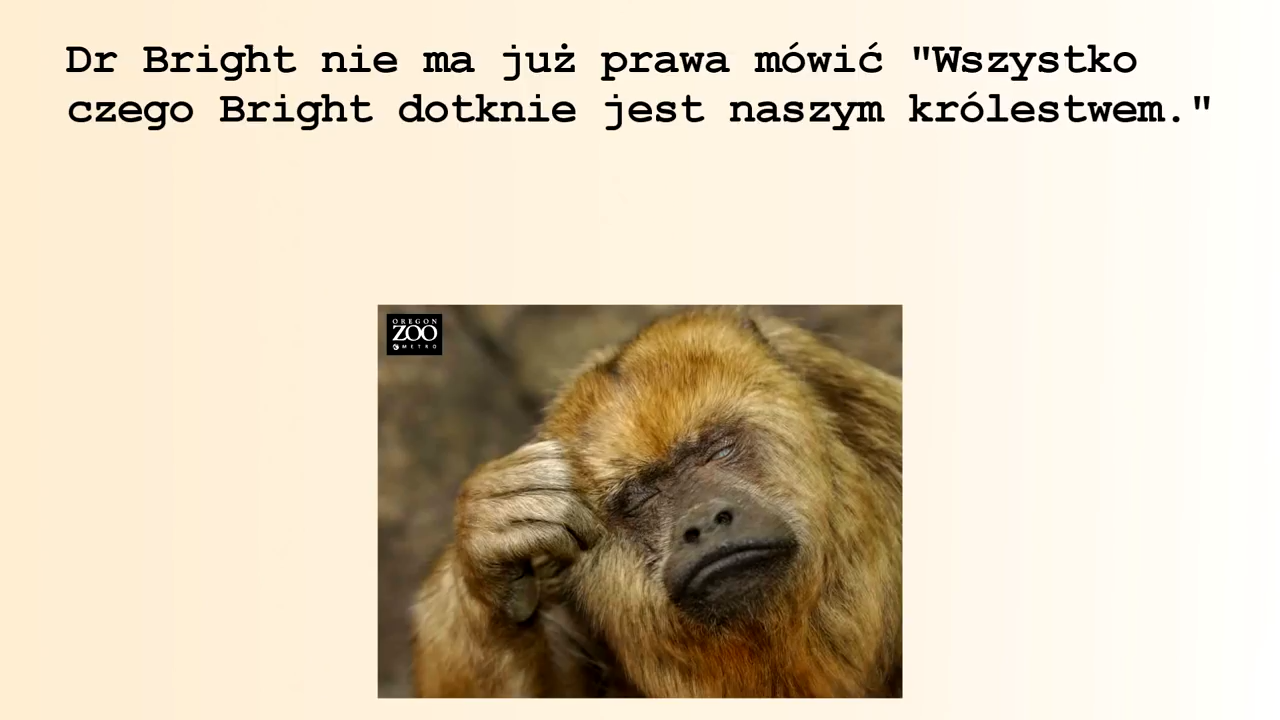 Dr Bright nie ma już prawa mówić "Wszystko
czego Bright dotknie jest naszym królestwem."
OREGON
ZOO
METRO